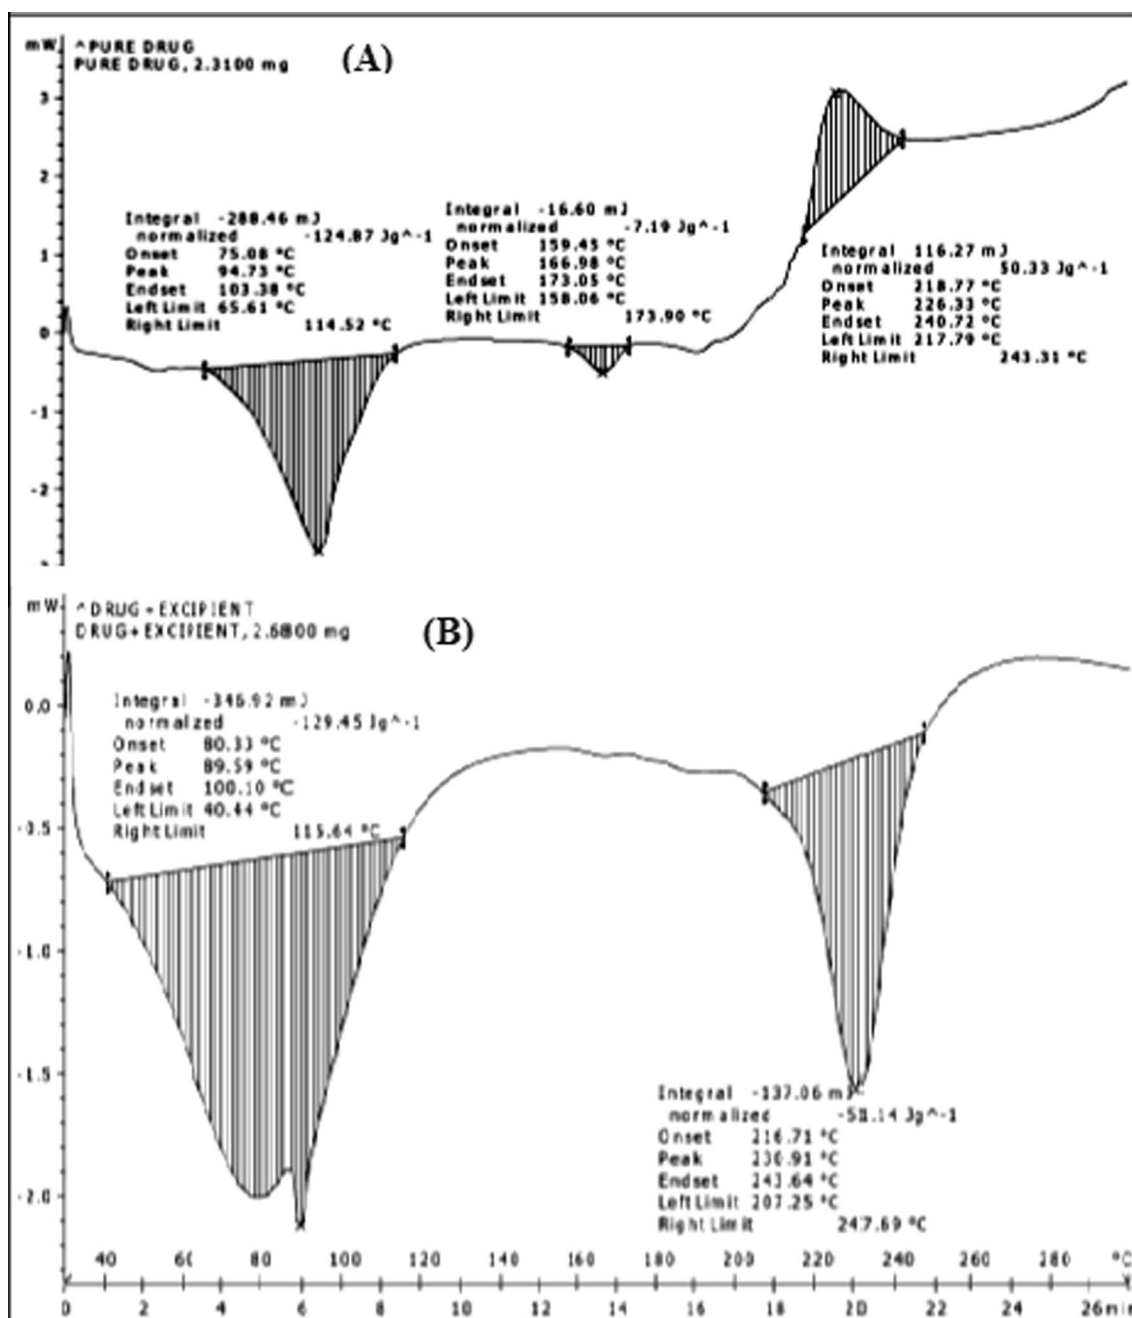 mW
^PURE DRUG
PURE DRUG, 2.3100 mg
(A)
3
2
1
0
-1
-2
Integral -288.46 mJ
normalized -124.87 Jg^-1
Onset 75.08 °C
Peak 94.73 °C
Endset 103.38 °C
Left Limit 65.61 °C
Right Limit 114.52 °C
Integral -16.60 mJ
normalized -7.19 Jg^-1
Onset 159.45 °C
Peak 166.98 °C
Endset 173.05 °C
Left Limit 158.06 °C
Right Limit 173.90 °C
Integral 116.27 mJ
normalized 50.33 Jg^-1
Onset 218.77 °C
Peak 226.33 °C
Endset 240.72 °C
Left Limit 217.79 °C
Right Limit 243.31 °C
mW
^DRUG+EXCIPIENT
DRUG+EXCIPIENT, 2.6800 mg
(B)
0.0
-0.5
-1.0
-1.5
-2.0
Integral -346.92 mJ
normalized -129.45 Jg^-1
Onset 80.33 °C
Peak 89.59 °C
Endset 100.10 °C
Left Limit 40.44 °C
Right Limit 115.64 °C
Integral -137.06 mJ
normalized Jg^-1
Onset 216.71 °C
Peak 230.91 °C
Endset 243.64 °C
Left Limit 207.25 °C
Right Limit 247.69 °C
40 60 80 100 120 140 160 180 200 220 240 260 280 °C
0 2 4 6 8 10 12 14 16 18 20 22 24 26 min